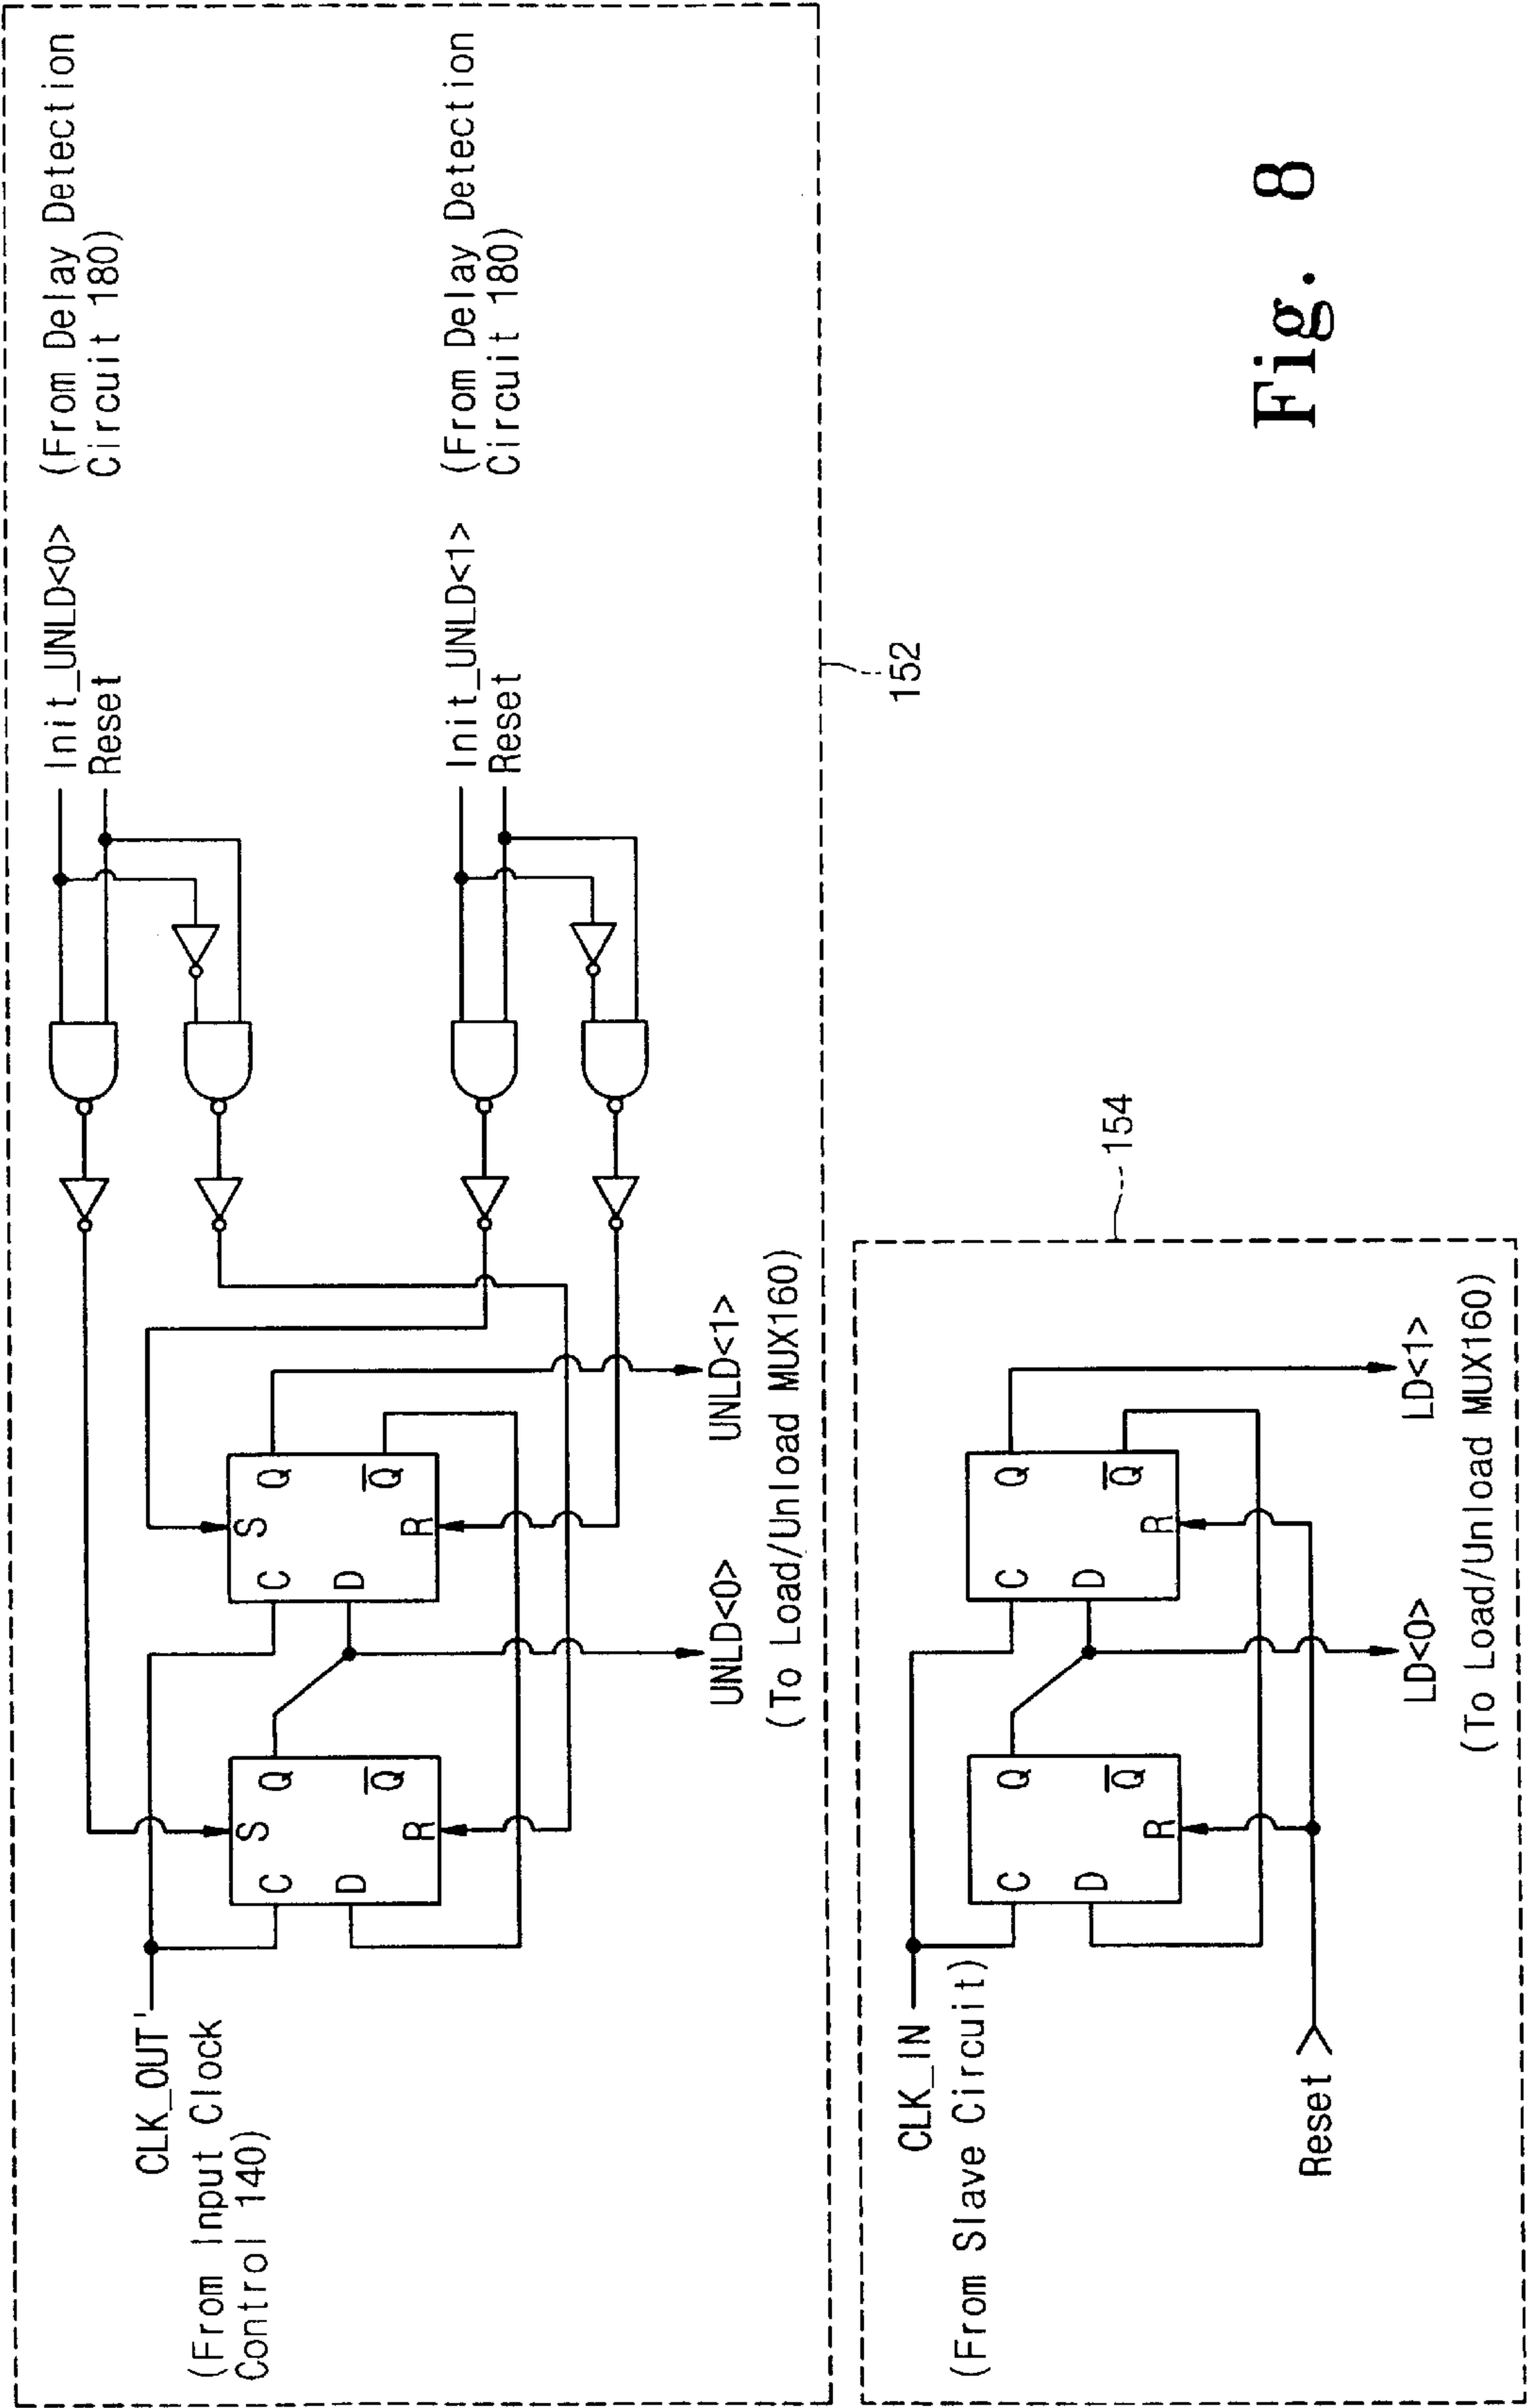 CLK_OUT'
(From Input Clock
Control 140)
C
D
S
R
Q
Q
C
D
S
R
Q
Q
UNLD<0>
UNLD<1>
(To Load/Unload MUX160)
Init_UNLD<0>
Reset
(From Delay Detection
Circuit 180)
Init_UNLD<1>
Reset
(From Delay Detection
Circuit 180)
152
CLK_IN
(From Slave Circuit)
Reset
C
D
R
Q
Q
C
D
R
Q
Q
LD<0>
LD<1>
(To Load/Unload MUX160)
154
Fig. 8